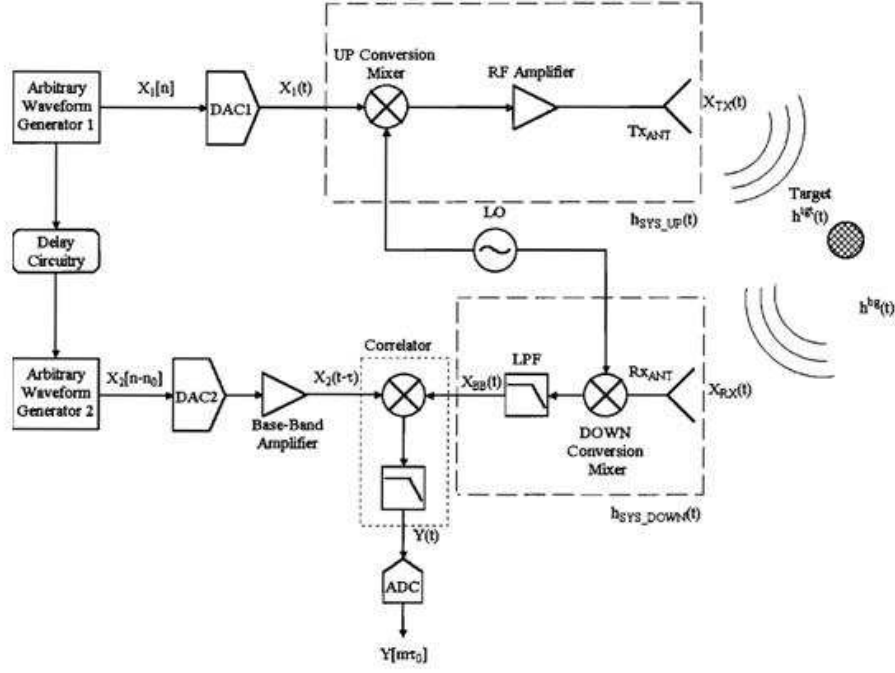 UP Conversion
Mixer
RF Amplifier
Arbitrary
Waveform
Generator 1
X1[n]
DAC1
X1(t)
TxANT
XTX(t)
LO
hSYS_UP(t)
Target
htgt(t)
hbg(t)
Delay
Circuitry
Correlator
Arbitrary
Waveform
Generator 2
X2[n-n0]
DAC2
X2(t-τ)
Base-Band
Amplifier
XBB(t)
LPF
RxANT
XRX(t)
DOWN
Conversion
Mixer
hSYS_DOWN(t)
Y(t)
ADC
Y[mτ0]